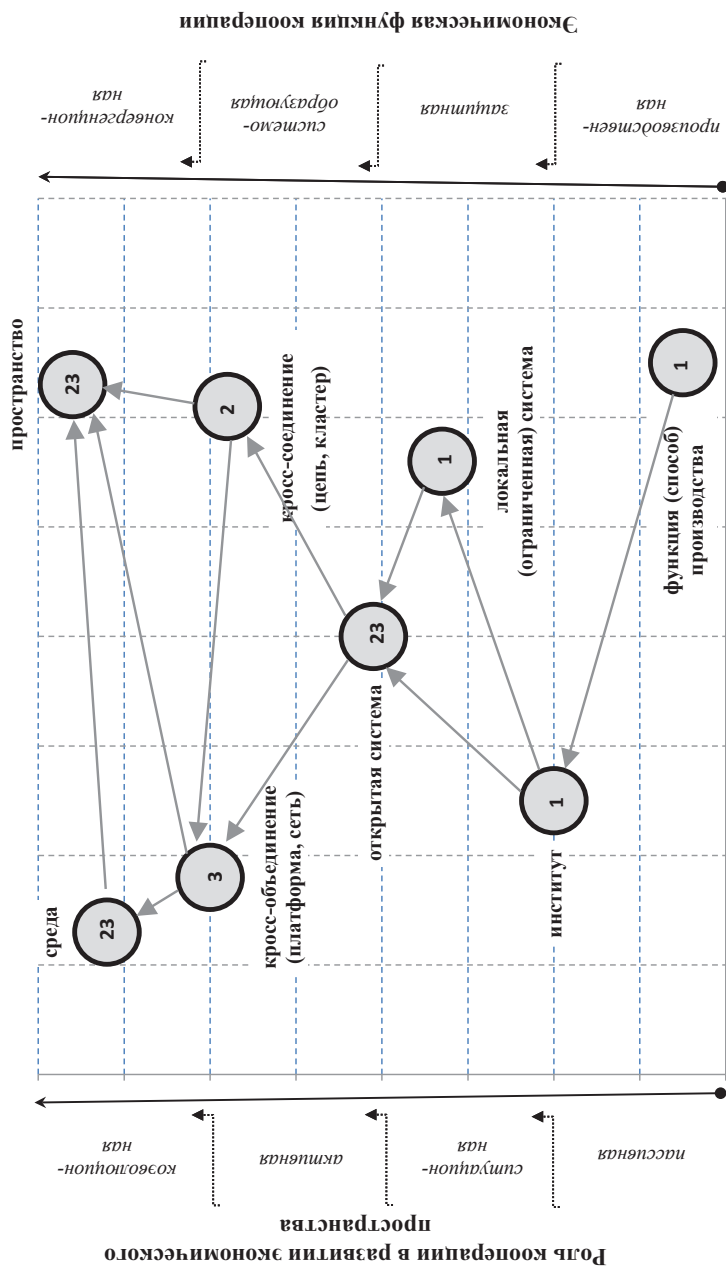 Экономическая функция кооперации
конвергенцион-
ная
системо-
образующая
защитная
производствен-
ная
пространство
23
2
кросс-соединение
(цепь, кластер)
1
локальная
(ограниченная) система
1
функция (способ)
производства
23
открытая система
среда
23
3
кросс-объединение
(платформа, сеть)
1
институт
коэволюцион-
ная
активная
ситуацион-
ная
пассивная
Роль кооперации в развитии экономического
пространства